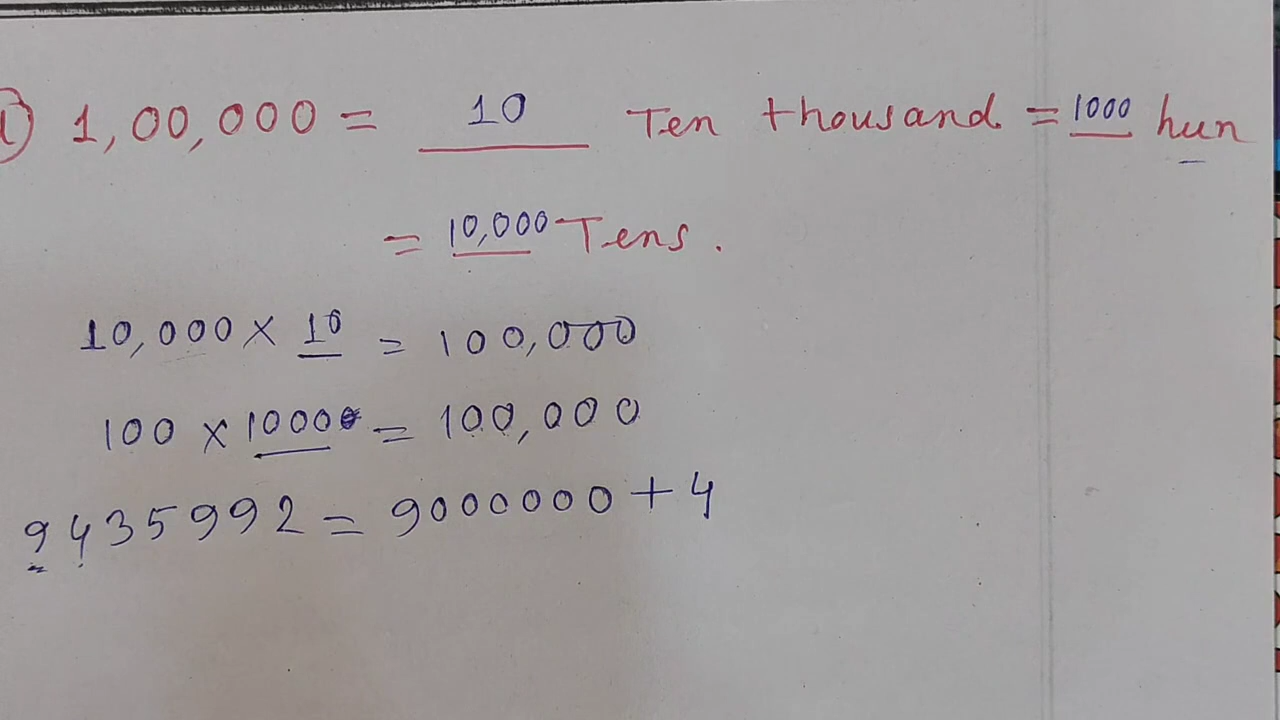 i) 1,00,000 = 10 Ten thousand = 1000 hun
= 10,000 Tens.
10,000 × 10 = 100,000
100 × 1000 = 100,000
9435992 = 9000000 + 4